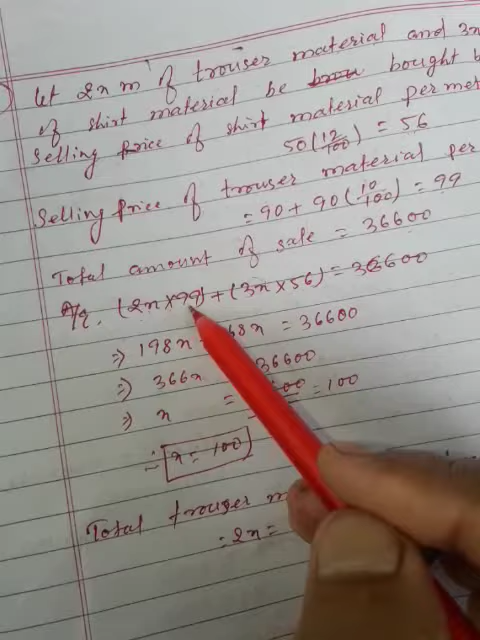 Let 2x m of trouser material and 3x
of shirt material be bought
Selling price of shirt material per
50(12/100) = 56
Selling price of trouser material per
= 90 + 90(10/100) = 99
Total amount of sale = 36600
A/q, (2x × 99) + (3x × 56) = 36600
⇒ 198x 168x = 36600
⇒ 366x 36600
⇒ x = = 100
∴ x = 100
Total trouser
= 2x =